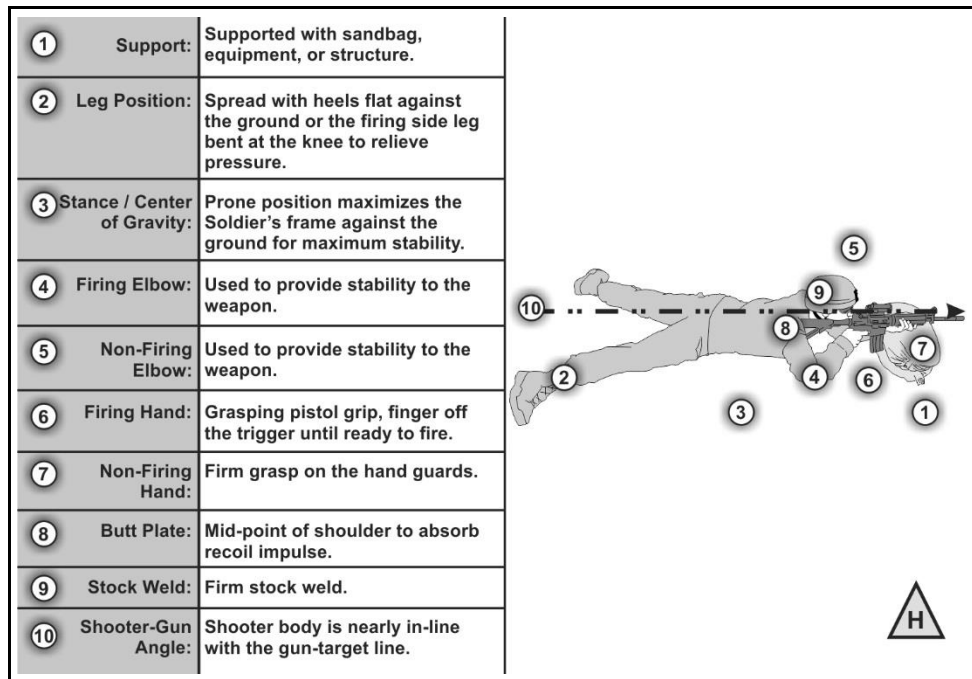 1 Support: Supported with sandbag,
equipment, or structure.
2 Leg Position: Spread with heels flat against
the ground or the firing side leg
bent at the knee to relieve
pressure.
3 Stance / Center
of Gravity: Prone position maximizes the
Soldier's frame against the
ground for maximum stability.
4 Firing Elbow: Used to provide stability to the
weapon.
5 Non-Firing
Elbow: Used to provide stability to the
weapon.
6 Firing Hand: Grasping pistol grip, finger off
the trigger until ready to fire.
7 Non-Firing
Hand: Firm grasp on the hand guards.
8 Butt Plate: Mid-point of shoulder to absorb
recoil impulse.
9 Stock Weld: Firm stock weld.
10 Shooter-Gun
Angle: Shooter body is nearly in-line
with the gun-target line.
5
9
10
8
7
2
4
6
3
1
H